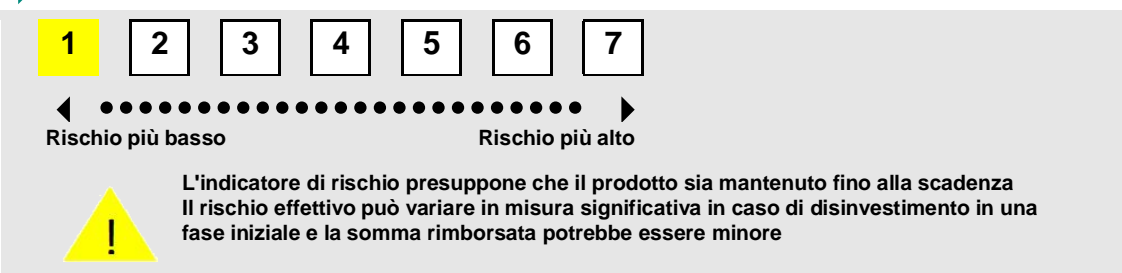 1 2 3 4 5 6 7
Rischio più basso Rischio più alto
L'indicatore di rischio presuppone che il prodotto sia mantenuto fino alla scadenza
Il rischio effettivo può variare in misura significativa in caso di disinvestimento in una
fase iniziale e la somma rimborsata potrebbe essere minore
!